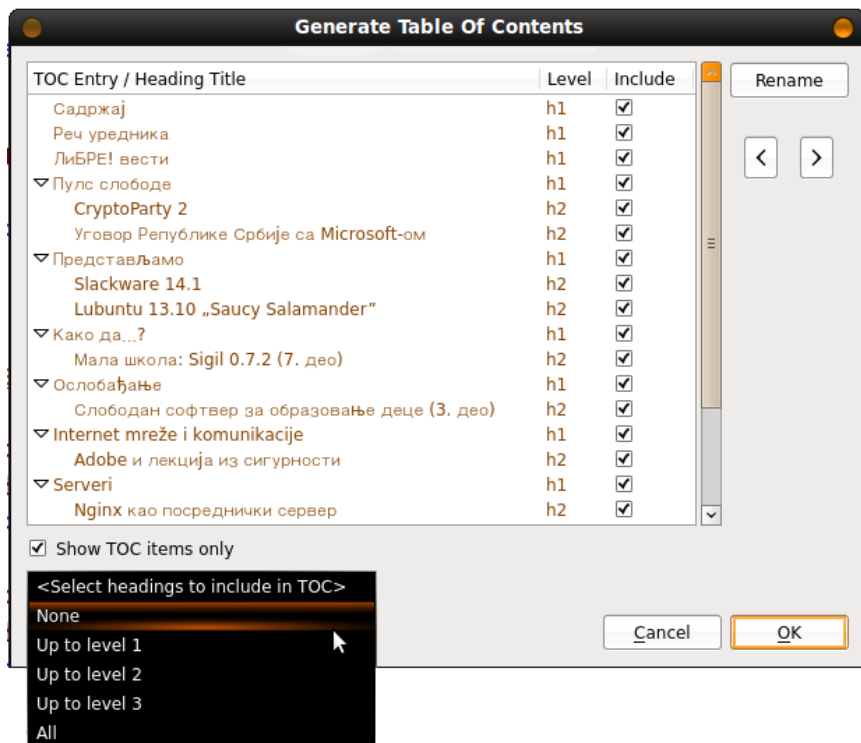 Generate Table Of Contents
TOC Entry / Heading Title Level Include
Садржај h1
Реч уредника h1
ЛиБРЕ! вести h1
Пулс слободе h1
CryptoParty 2 h2
Уговор Републике Србије са Microsoft-ом h2
Представљамо h1
Slackware 14.1 h2
Lubuntu 13.10 „Saucy Salamander” h2
Како да...? h1
Мала школа: Sigil 0.7.2 (7. део) h2
Ослобађање h1
Слободан софтвер за образовање деце (3. део) h2
Internet mreže i komunikacije h1
Adobe и лекција из сигурности h2
Serveri h1
Nginx као посреднички сервер h2
Rename
< >
Show TOC items only
<Select headings to include in TOC>
None
Up to level 1
Up to level 2
Up to level 3
All
Cancel OK